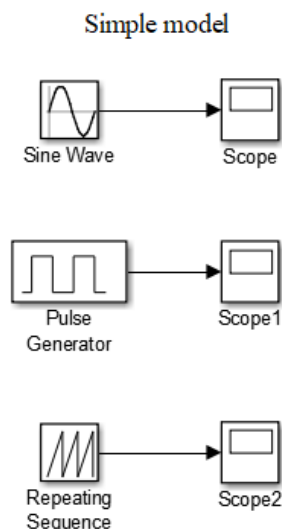 Simple model
Sine Wave
Scope
Pulse
Generator
Scope1
Repeating
Sequence
Scope2